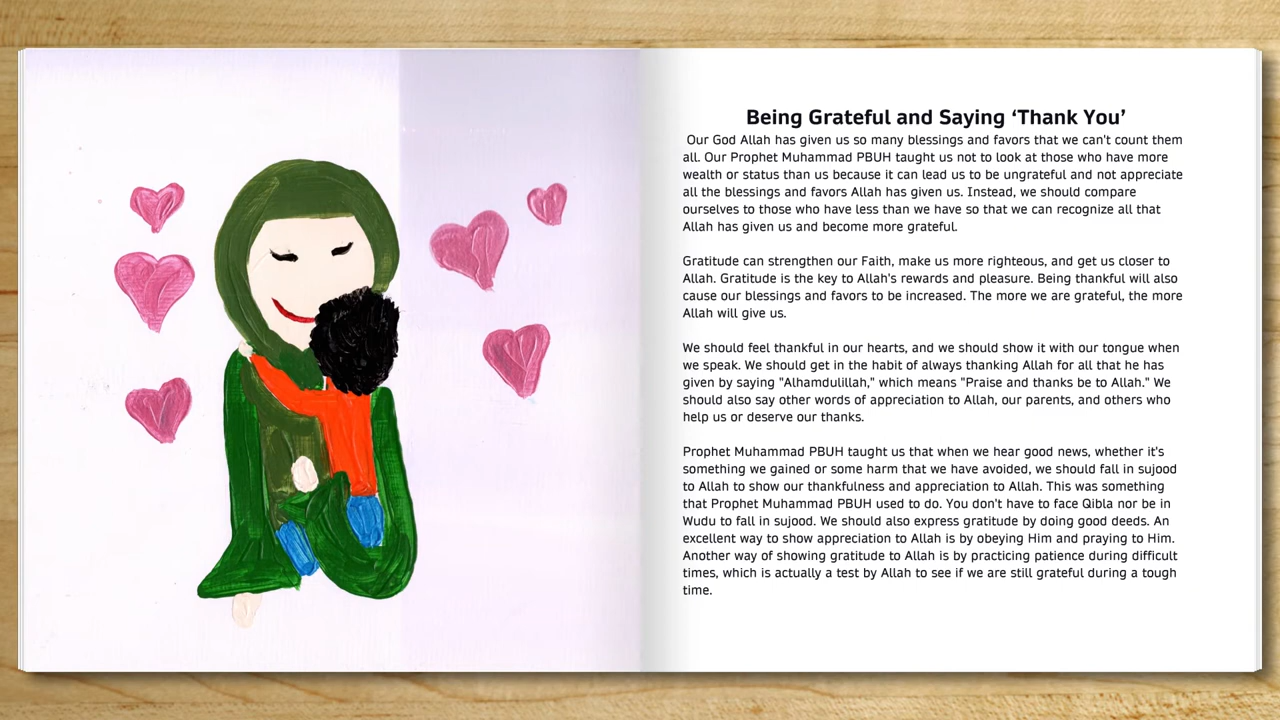 Being Grateful and Saying ‘Thank You’
Our God Allah has given us so many blessings and favors that we can't count them
all. Our Prophet Muhammad PBUH taught us not to look at those who have more
wealth or status than us because it can lead us to be ungrateful and not appreciate
all the blessings and favors Allah has given us. Instead, we should compare
ourselves to those who have less than we have so that we can recognize all that
Allah has given us and become more grateful.
Gratitude can strengthen our Faith, make us more righteous, and get us closer to
Allah. Gratitude is the key to Allah's rewards and pleasure. Being thankful will also
cause our blessings and favors to be increased. The more we are grateful, the more
Allah will give us.
We should feel thankful in our hearts, and we should show it with our tongue when
we speak. We should get in the habit of always thanking Allah for all that he has
given by saying "Alhamdulillah," which means "Praise and thanks be to Allah." We
should also say other words of appreciation to Allah, our parents, and others who
help us or deserve our thanks.
Prophet Muhammad PBUH taught us that when we hear good news, whether it's
something we gained or some harm that we have avoided, we should fall in sujood
to Allah to show our thankfulness and appreciation to Allah. This was something
that Prophet Muhammad PBUH used to do. You don't have to face Qibla nor be in
Wudu to fall in sujood. We should also express gratitude by doing good deeds. An
excellent way to show appreciation to Allah is by obeying Him and praying to Him.
Another way of showing gratitude to Allah is by practicing patience during difficult
times, which is actually a test by Allah to see if we are still grateful during a tough
time.